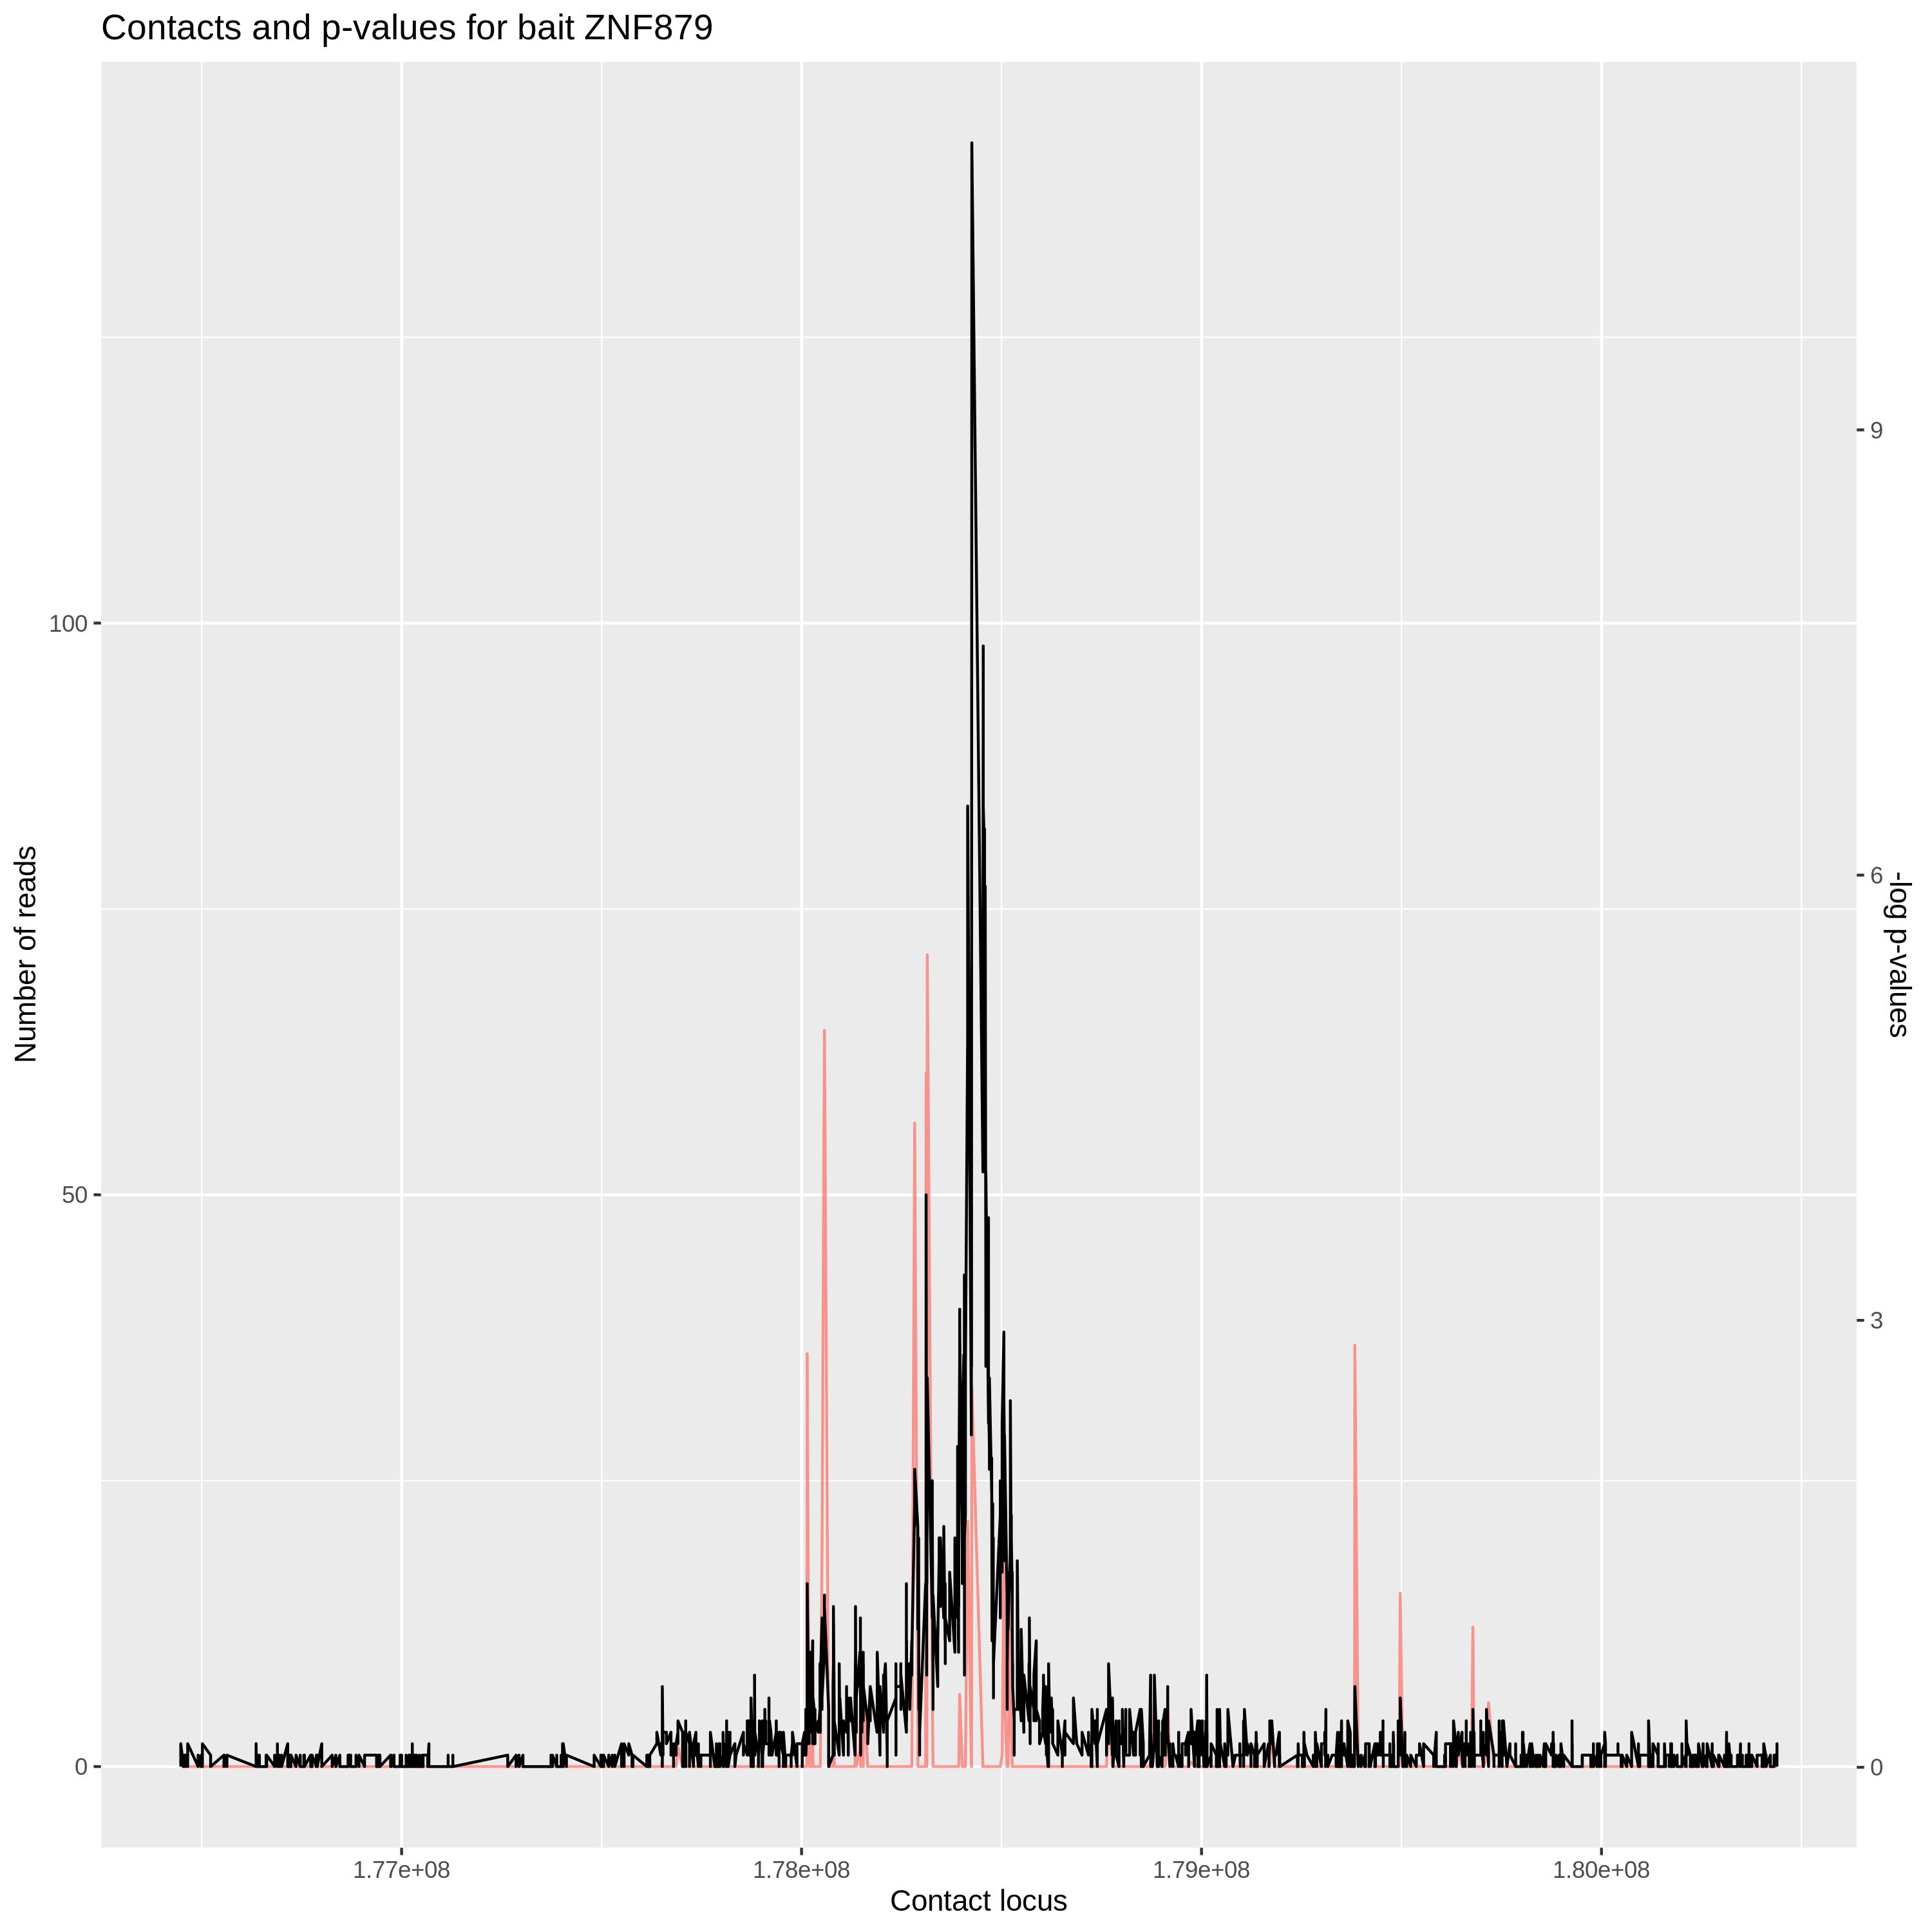 Contacts and p-values for bait ZNF879
100
50
0
9
6
3
0
Number of reads
-log p-values
1.77e+08 1.78e+08 1.79e+08 1.80e+08
Contact locus